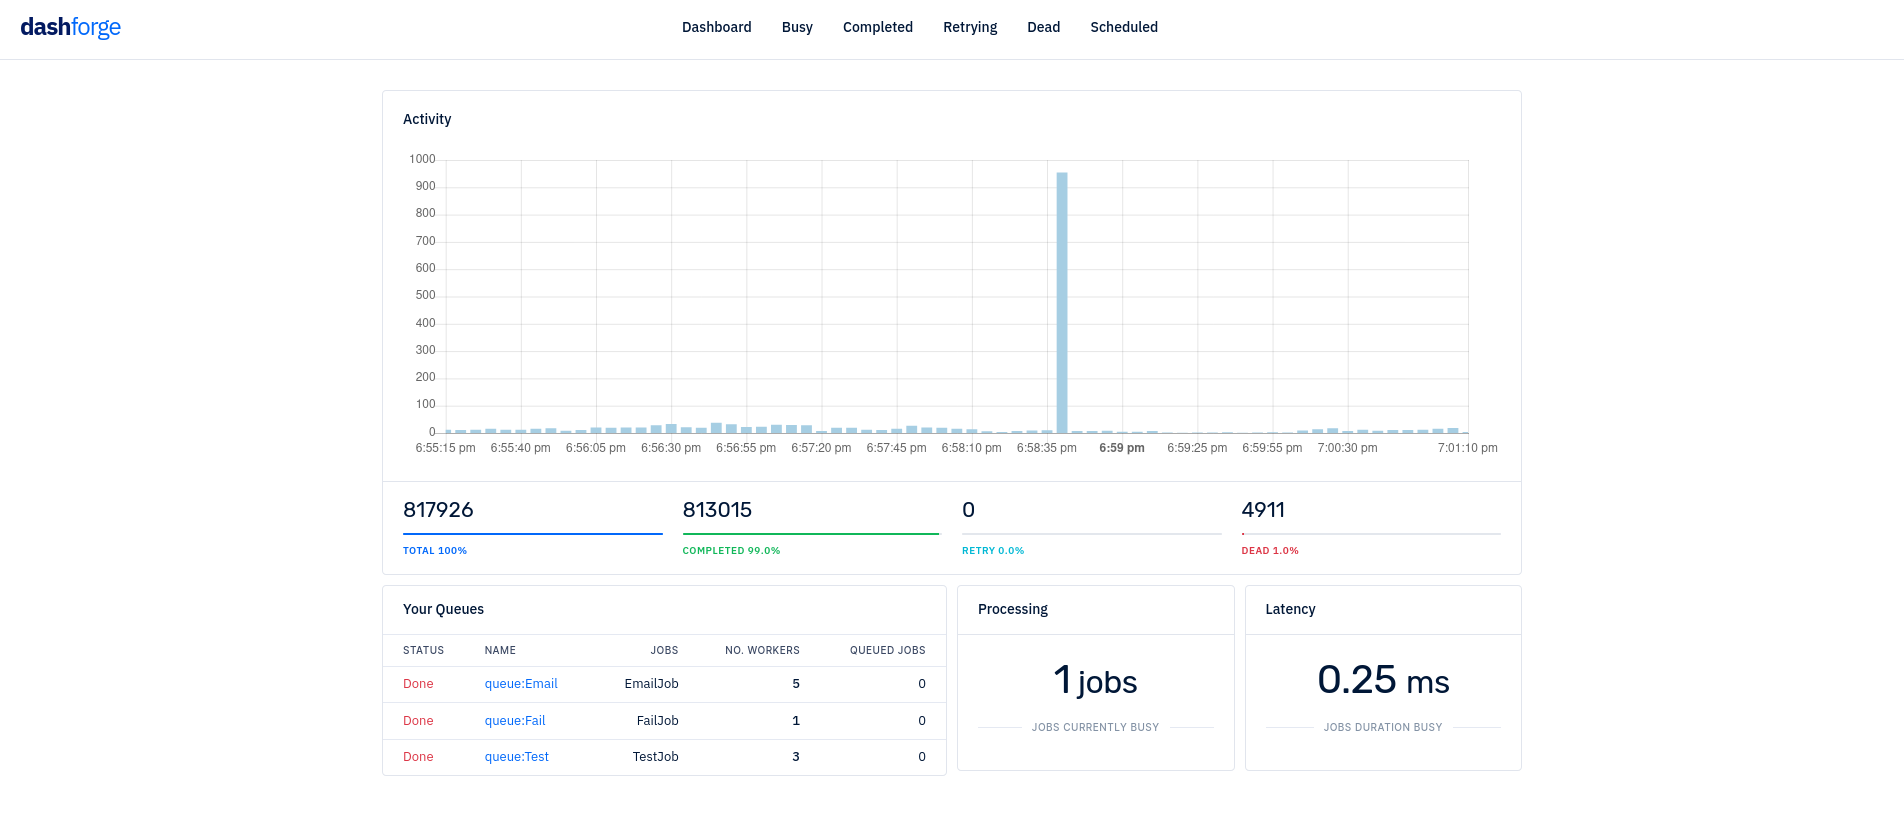 dashforge Dashboard Busy Completed Retrying Dead Scheduled
Activity
1000
900
800
700
600
500
400
300
200
100
0
6:55:15 pm 6:55:40 pm 6:56:05 pm 6:56:30 pm 6:56:55 pm 6:57:20 pm 6:57:45 pm 6:58:10 pm 6:58:35 pm 6:59 pm 6:59:25 pm 6:59:55 pm 7:00:30 pm 7:01:10 pm
817926 813015 0 4911
TOTAL 100% COMPLETED 99.0% RETRY 0.0% DEAD 1.0%
Your Queues
STATUS NAME JOBS NO. WORKERS QUEUED JOBS
Done queue:Email EmailJob 5 0
Done queue:Fail FailJob 1 0
Done queue:Test TestJob 3 0
Processing
1 jobs
JOBS CURRENTLY BUSY
Latency
0.25 ms
JOBS DURATION BUSY